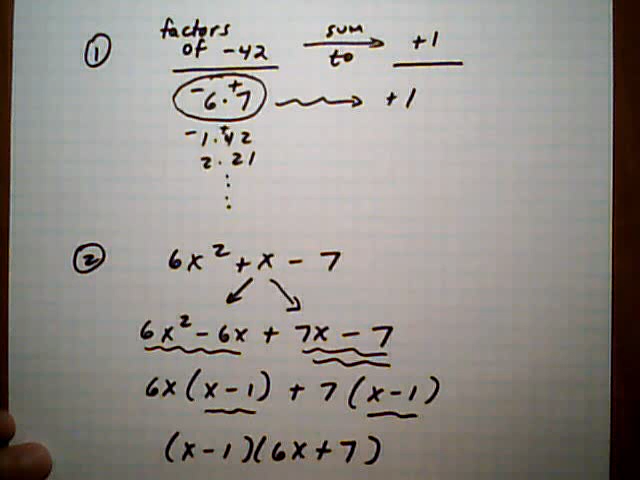 ① factors of -42 sum to +1
-6 · +7 +1
-1 · +42
2 · 21
⋮
② 6x² + x - 7
6x² - 6x + 7x - 7
6x(x-1) + 7(x-1)
(x-1)(6x+7)